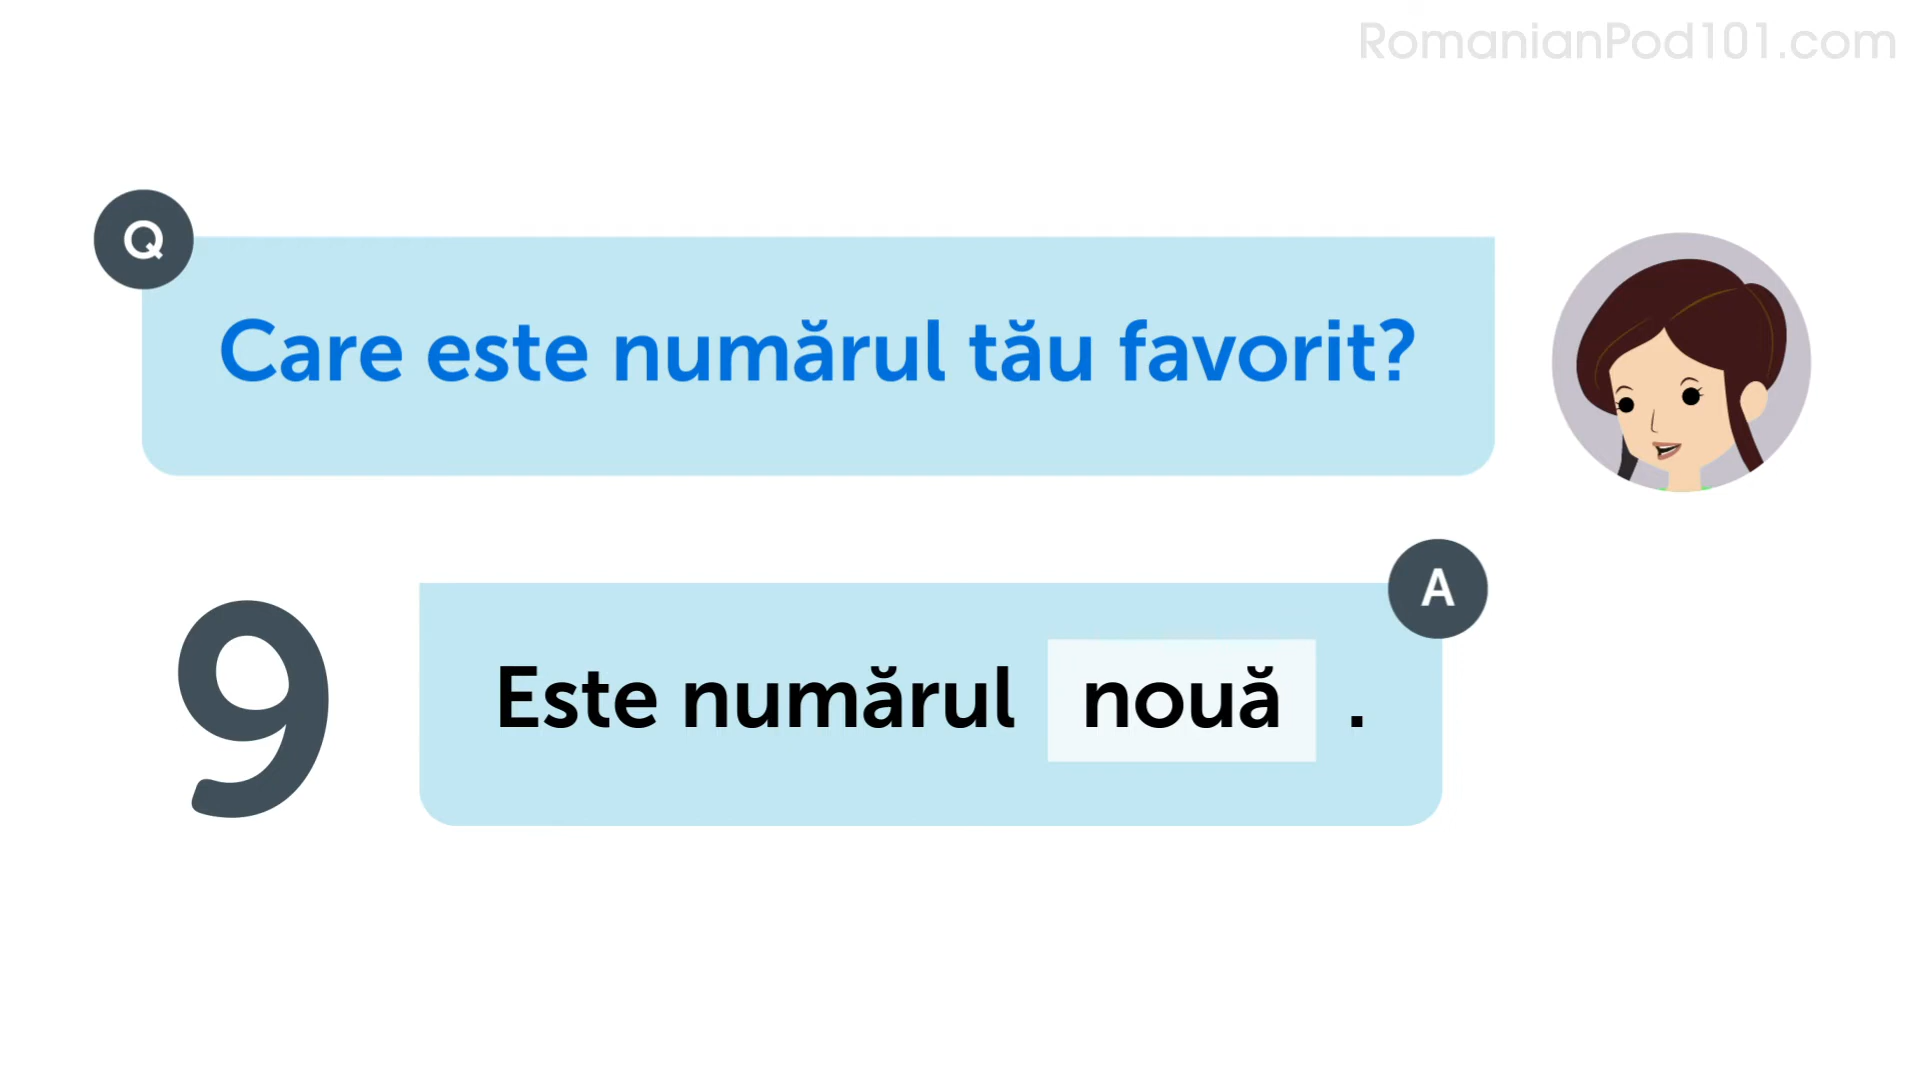 RomanianPod101.com
Q
Care este numărul tău favorit?
A
9
Este numărul nouă .